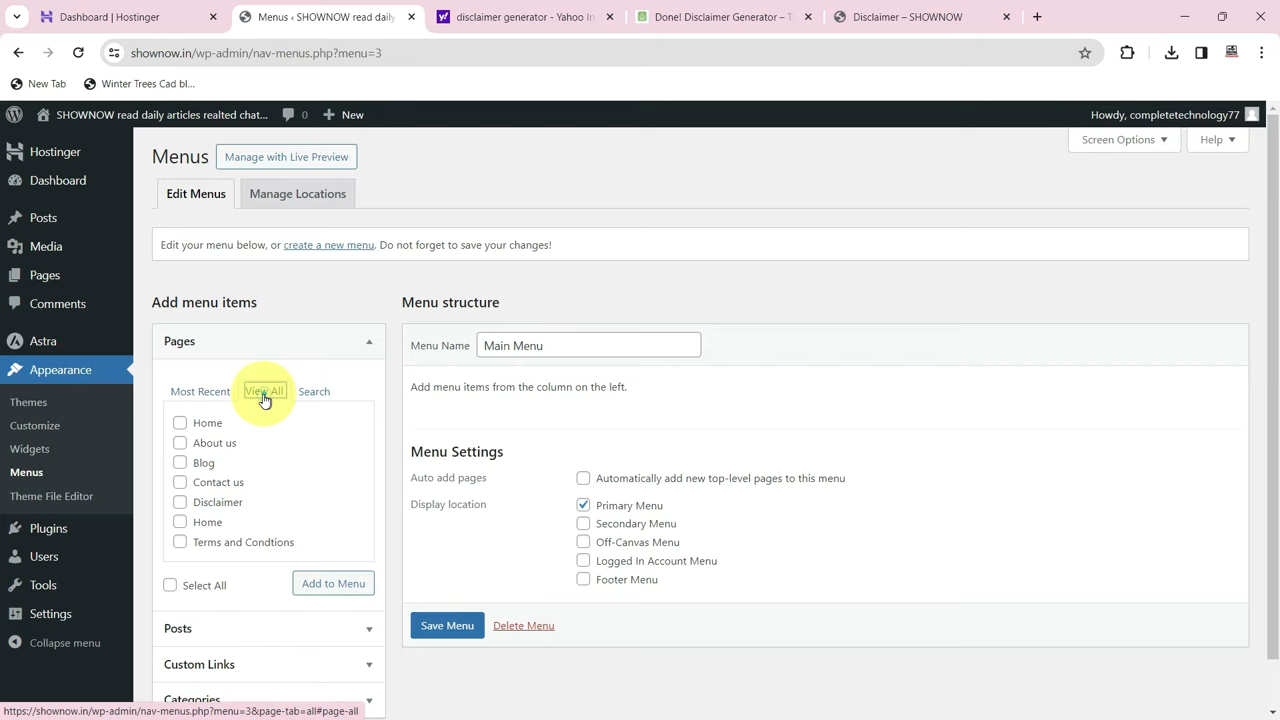 Dashboard | Hostinger
Menus ‹ SHOWNOW read daily
disclaimer generator - Yahoo In
Done! Disclaimer Generator – T
Disclaimer – SHOWNOW
shownow.in/wp-admin/nav-menus.php?menu=3
New Tab
Winter Trees Cad bl...
SHOWNOW read daily articles realted chat...
0
New
Howdy, completetechnology77
Hostinger
Dashboard
Posts
Media
Pages
Comments
Astra
Appearance
Themes
Customize
Widgets
Menus
Theme File Editor
Plugins
Users
Tools
Settings
Collapse menu
Menus
Manage with Live Preview
Screen Options
Help
Edit Menus
Manage Locations
Edit your menu below, or create a new menu. Do not forget to save your changes!
Add menu items
Pages
Most Recent
View All
Search
Home
About us
Blog
Contact us
Disclaimer
Home
Terms and Condtions
Select All
Add to Menu
Posts
Custom Links
Categories
Menu structure
Menu Name
Main Menu
Add menu items from the column on the left.
Menu Settings
Auto add pages
Automatically add new top-level pages to this menu
Display location
Primary Menu
Secondary Menu
Off-Canvas Menu
Logged In Account Menu
Footer Menu
Save Menu
Delete Menu
https://shownow.in/wp-admin/nav-menus.php?menu=3&page-tab=all#page-all